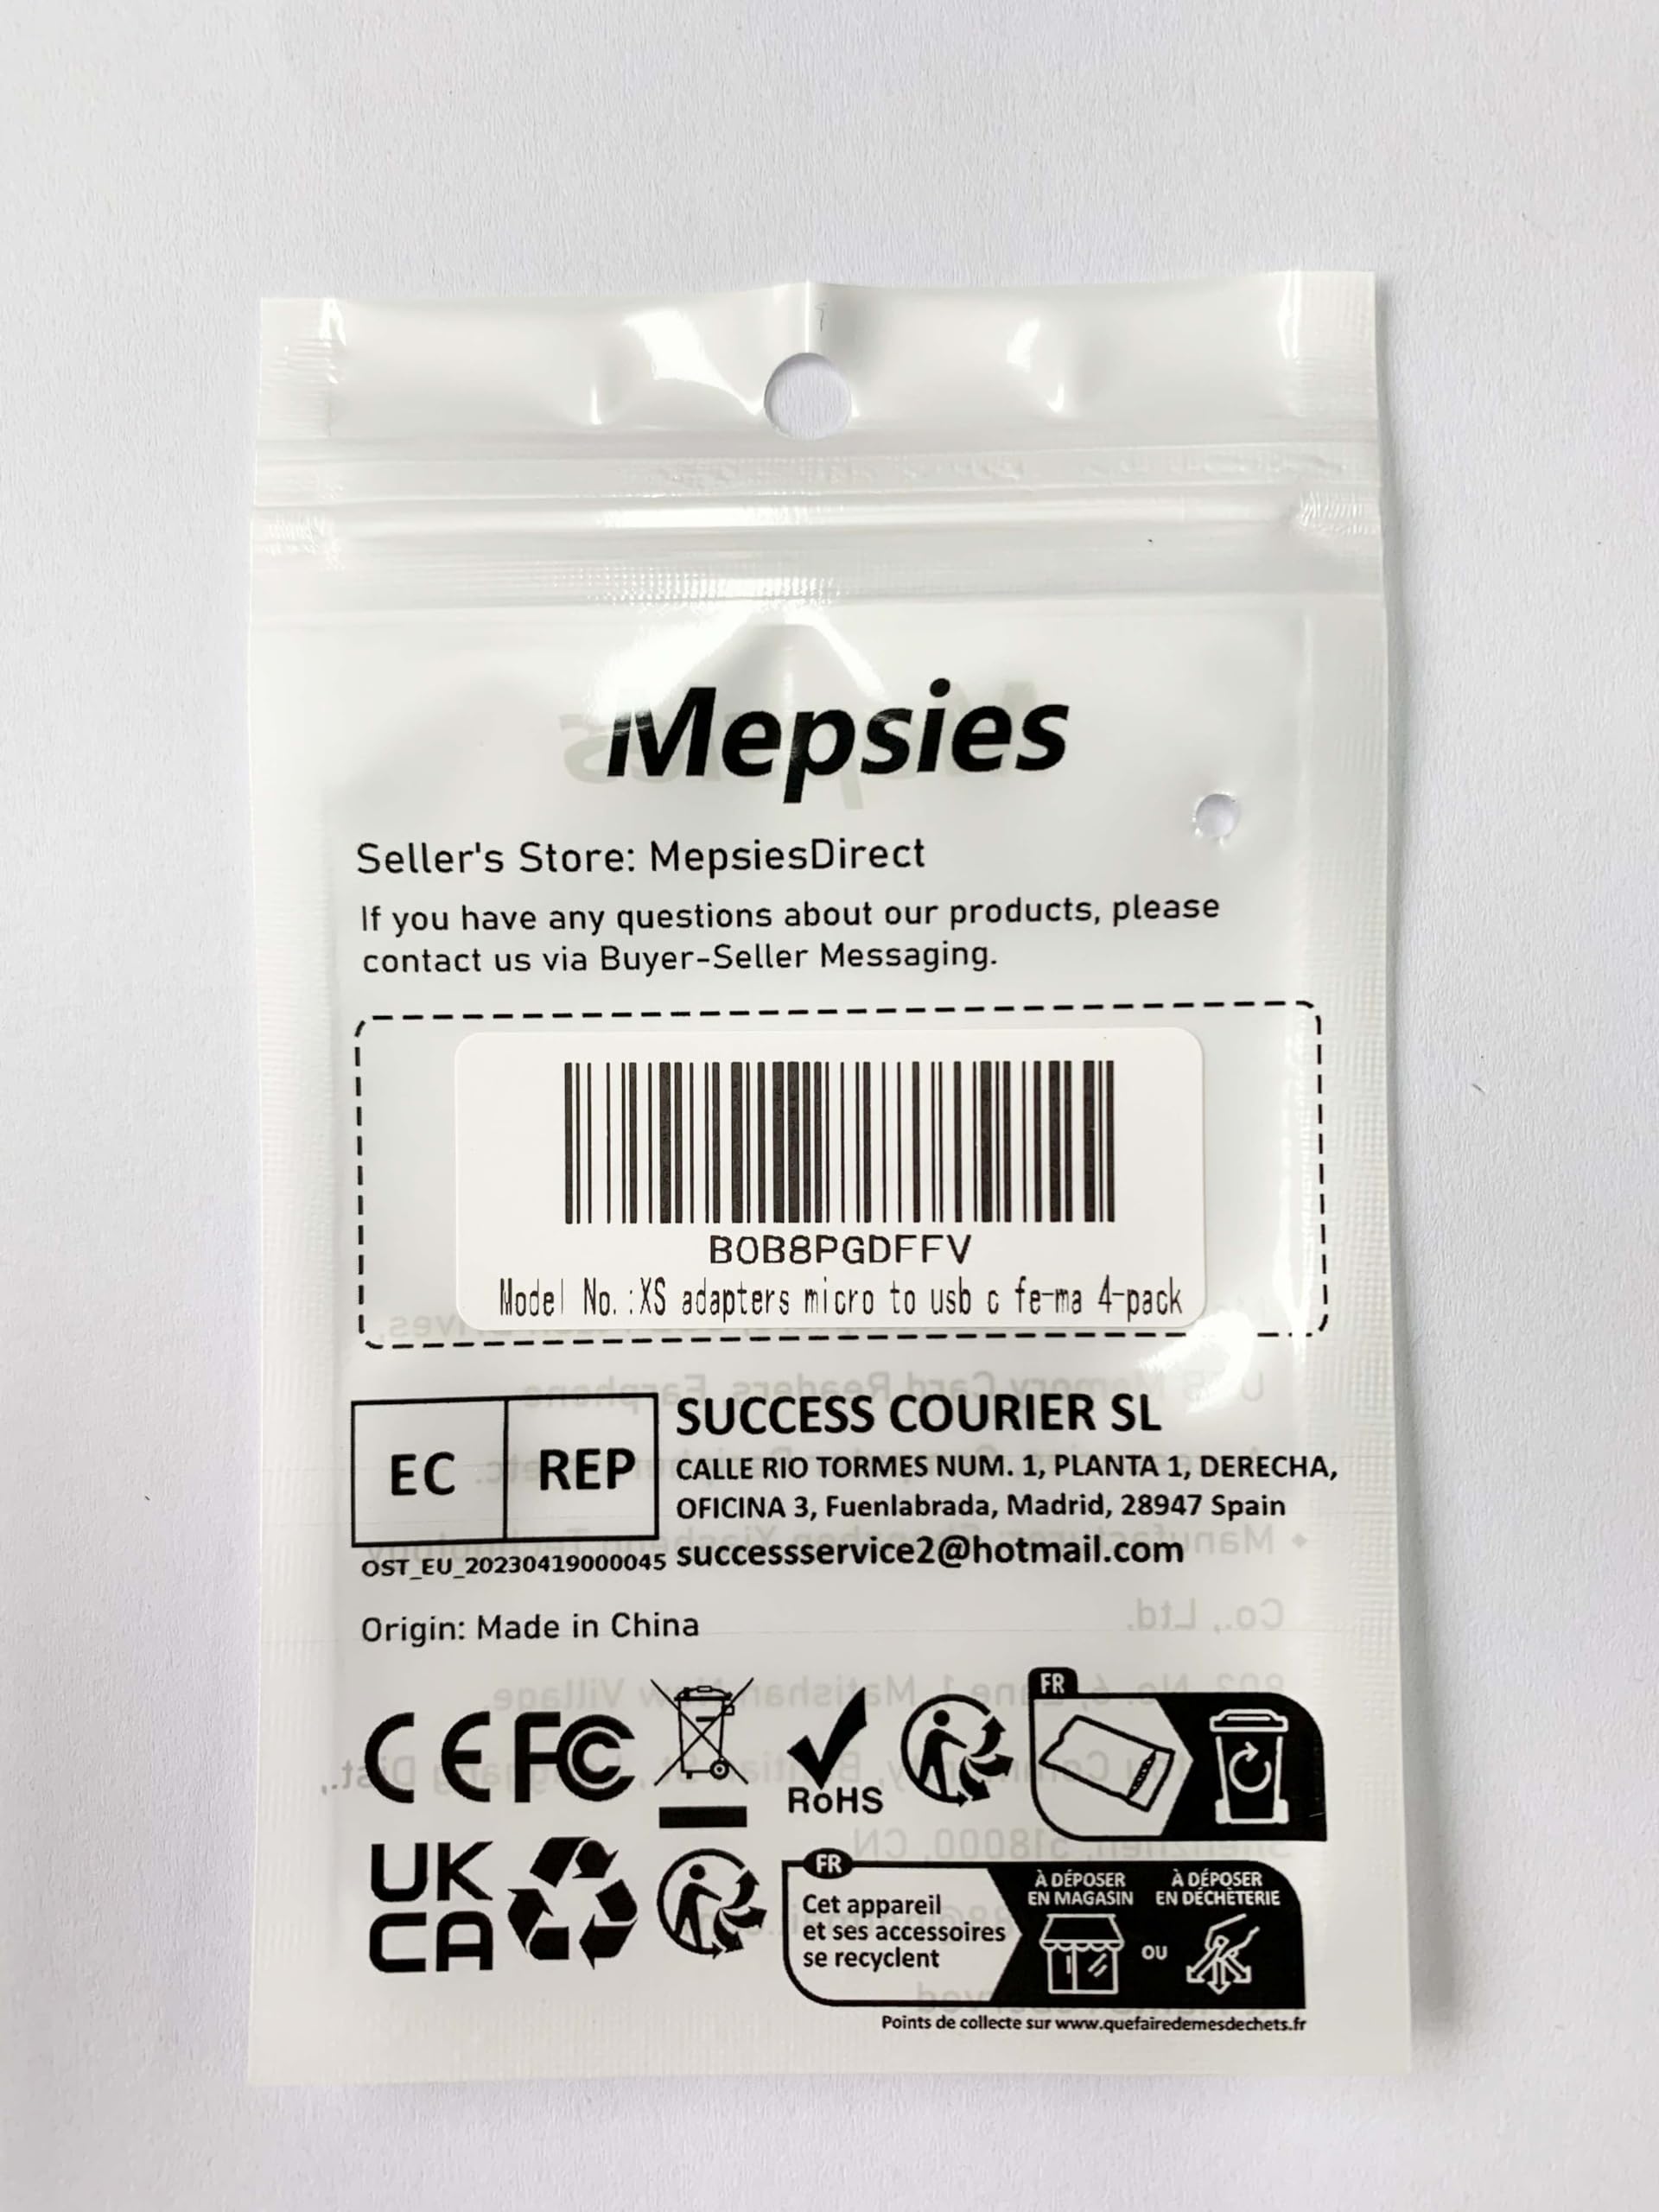 Mepsies
Seller's Store: MepsiesDirect
If you have any questions about our products, please
contact us via Buyer-Seller Messaging.
B0B8PGDFFV
Model No.:XS adapters micro to usb c fe-ma 4-pack
EC REP
SUCCESS COURIER SL
CALLE RIO TORMES NUM. 1, PLANTA 1, DERECHA,
OFICINA 3, Fuenlabrada, Madrid, 28947 Spain
OST_EU_20230419000045 successservice2@hotmail.com
Origin: Made in China
CE FC
RoHS
FR
UK
CA
FR
Cet appareil
et ses accessoires
se recyclent
À DÉPOSER
EN MAGASIN
OU
À DÉPOSER
EN DÉCHÈTERIE
Points de collecte sur www.quefairedemesdechets.fr